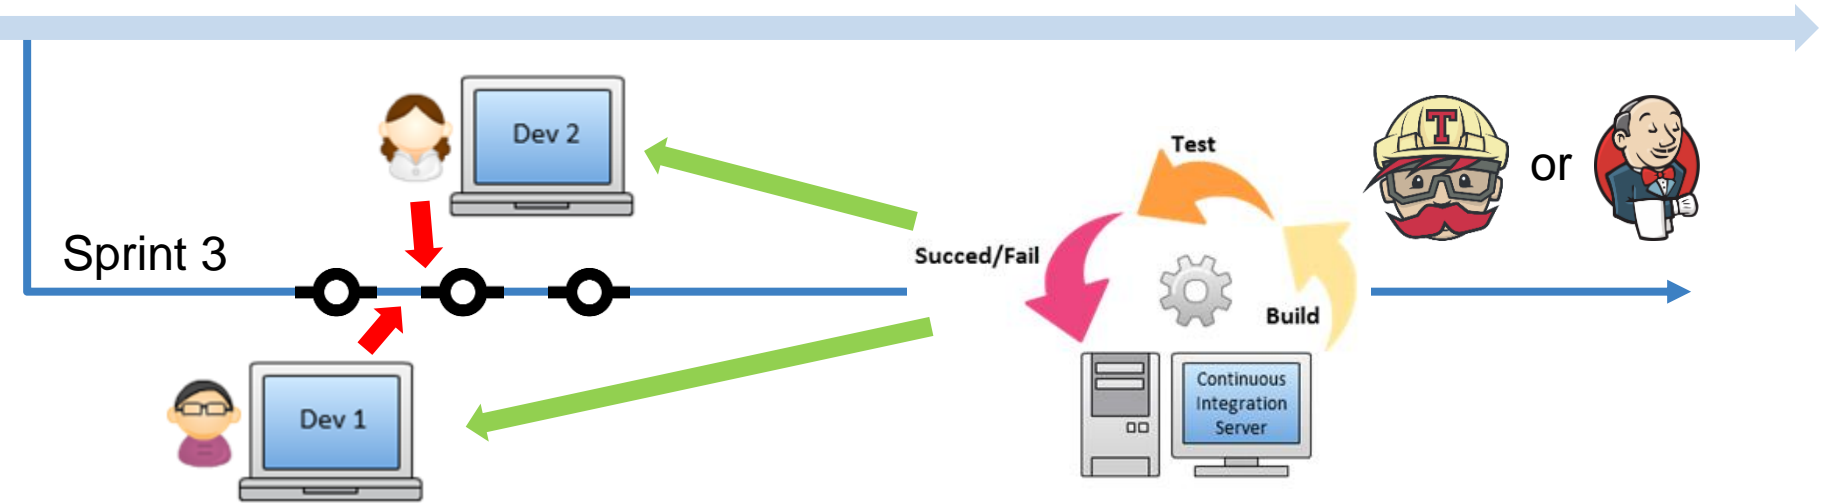 Dev 2
Test
T
or
Sprint 3
Succed/Fail
Build
Dev 1
Continuous
Integration
Server